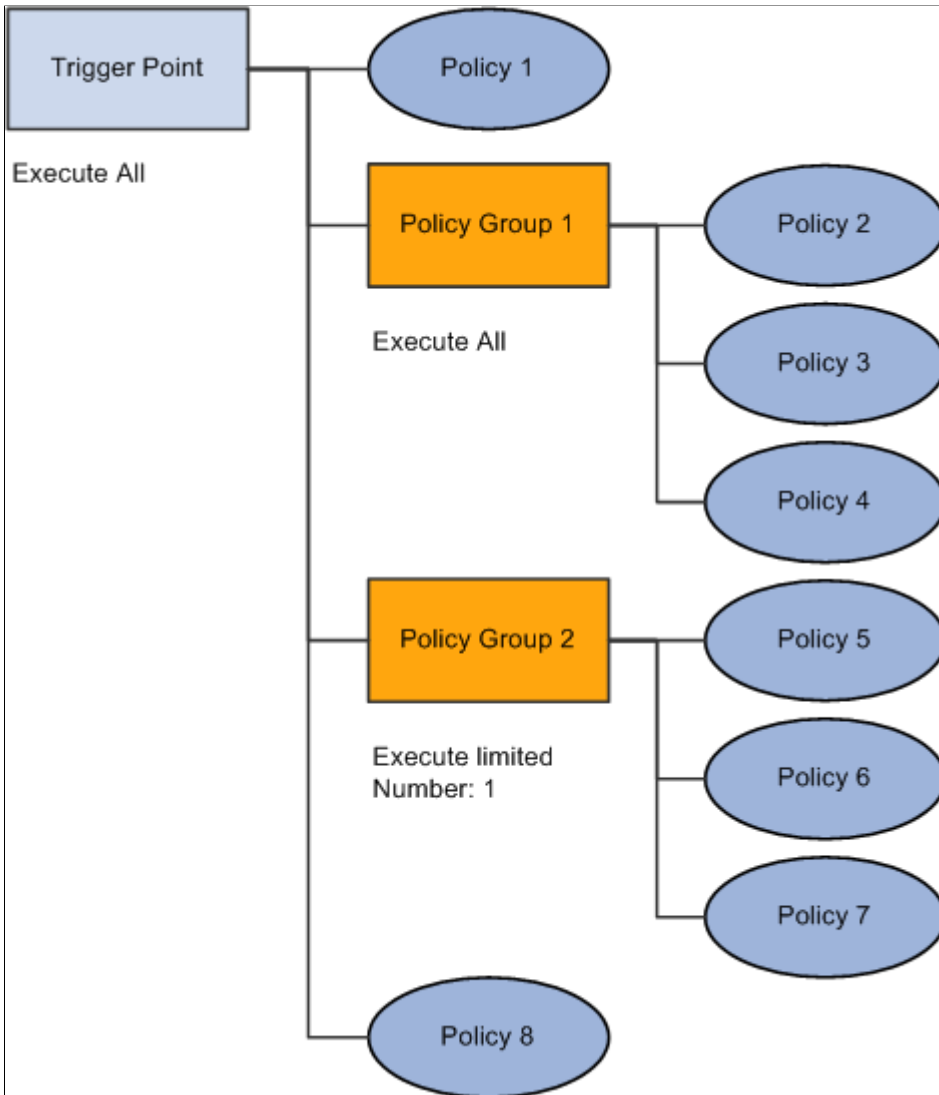 Trigger Point
Policy 1
Execute All
Policy Group 1
Policy 2
Execute All
Policy 3
Policy 4
Policy Group 2
Policy 5
Execute limited
Number: 1
Policy 6
Policy 7
Policy 8